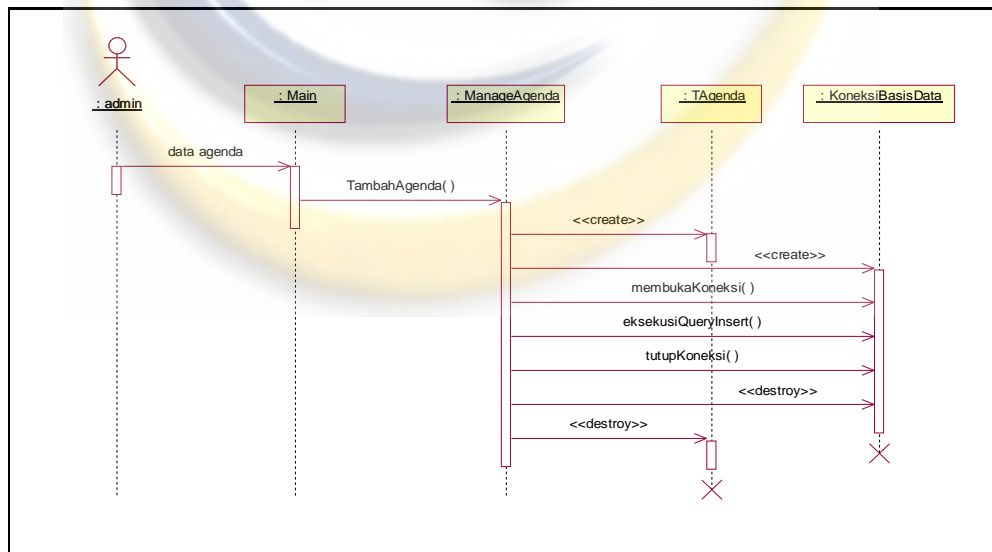 : admin
: Main
: ManageAgenda
: TAgenda
: KoneksiBasisData
data agenda
TambahAgenda( )
<<create>>
<<create>>
membukaKoneksi( )
eksekusiQueryInsert( )
tutupKoneksi( )
<<destroy>>
<<destroy>>